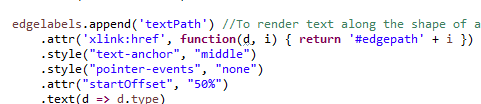 edgelabels.append('textPath') //To render text along the shape of a
.attr('xlink:href', function(d, i) { return '#edgepath' + i })
.style("text-anchor", "middle")
.style("pointer-events", "none")
.attr("startOffset", "50%")
.text(d => d.type)